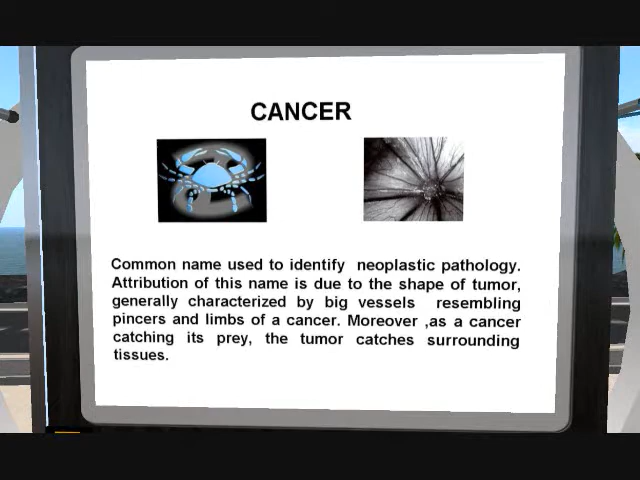 CANCER
Common name used to identify neoplastic pathology.
Attribution of this name is due to the shape of tumor,
generally characterized by big vessels resembling
pincers and limbs of a cancer. Moreover ,as a cancer
catching its prey, the tumor catches surrounding
tissues.